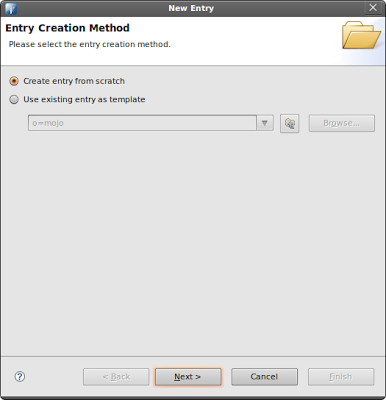 New Entry
Entry Creation Method
Please select the entry creation method.
Create entry from scratch
Use existing entry as template
o=mojo
Browse...
?
< Back
Next >
Cancel
Finish